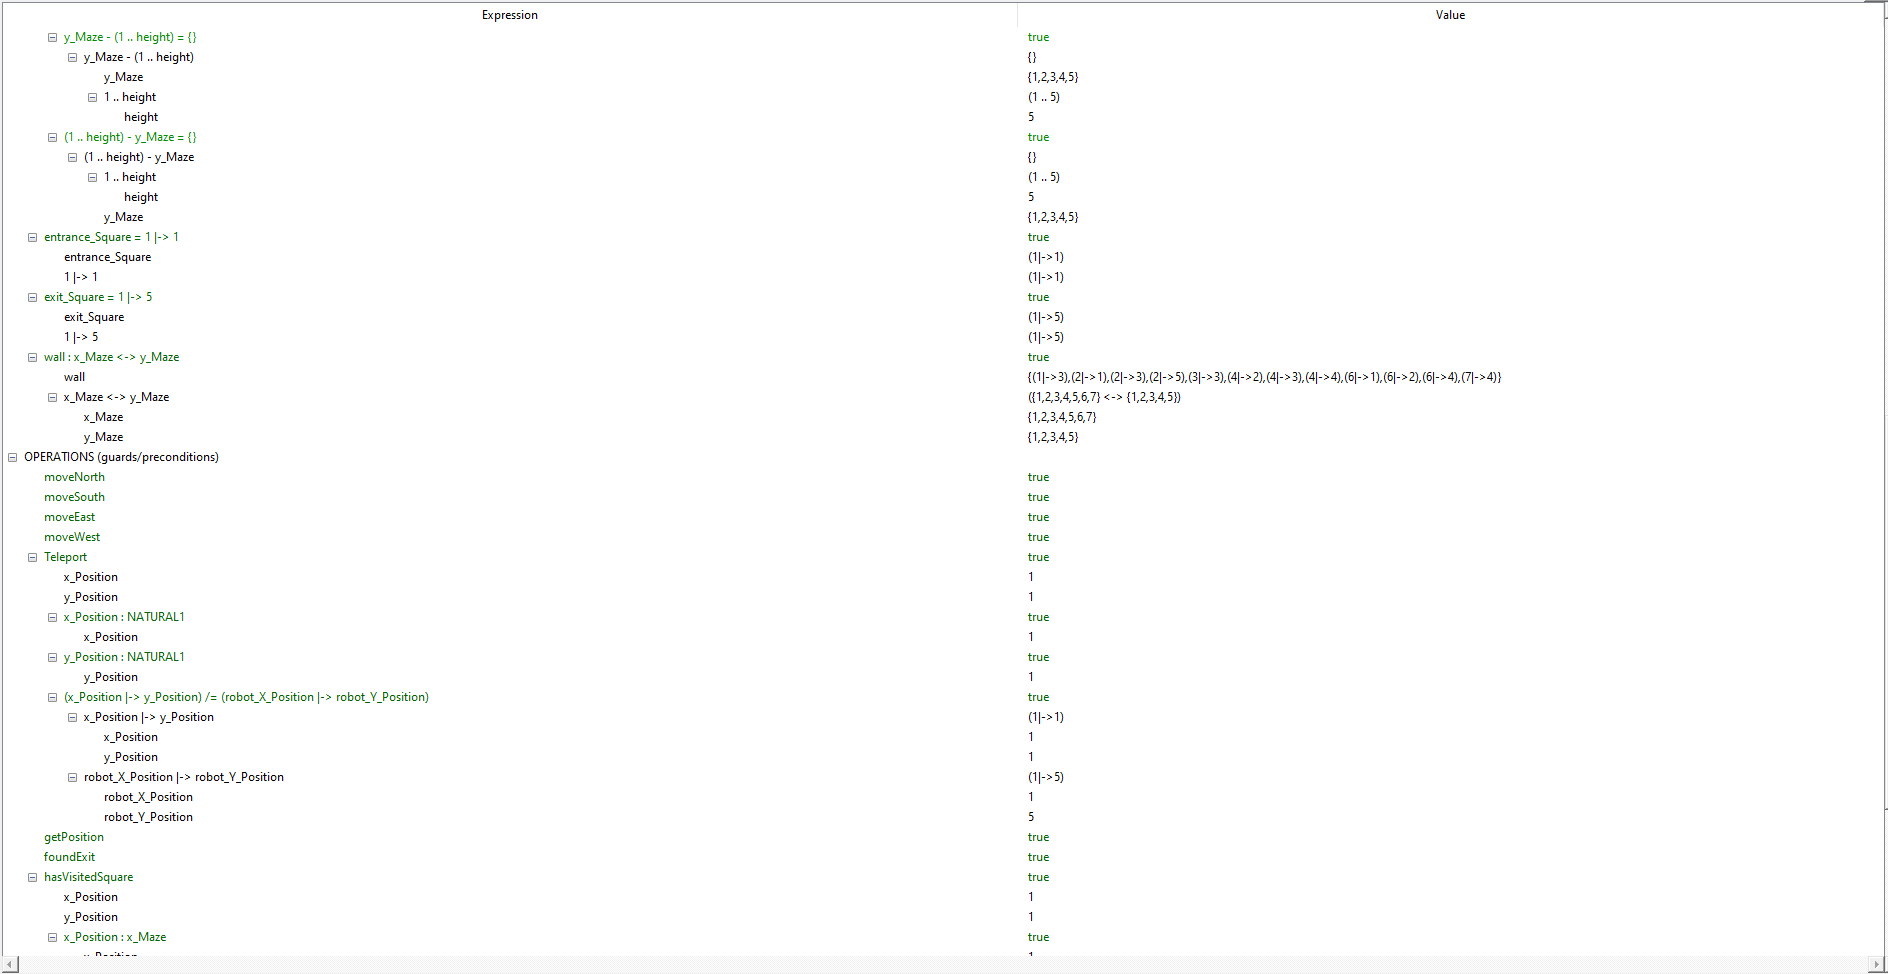 Expression Value
y_Maze - (1 .. height) = {} true
y_Maze - (1 .. height) {}
y_Maze {1,2,3,4,5}
1 .. height (1 .. 5)
height 5
(1 .. height) - y_Maze = {} true
(1 .. height) - y_Maze {}
1 .. height (1 .. 5)
height 5
y_Maze {1,2,3,4,5}
entrance_Square = 1 |-> 1 true
entrance_Square (1|->1)
1 |-> 1 (1|->1)
exit_Square = 1 |-> 5 true
exit_Square (1|->5)
1 |-> 5 (1|->5)
wall : x_Maze <-> y_Maze true
wall {(1|->3),(2|->1),(2|->3),(2|->5),(3|->3),(4|->2),(4|->3),(4|->4),(6|->1),(6|->2),(6|->4),(7|->4)}
x_Maze <-> y_Maze ({1,2,3,4,5,6,7} <-> {1,2,3,4,5})
x_Maze {1,2,3,4,5,6,7}
y_Maze {1,2,3,4,5}
OPERATIONS (guards/preconditions)
moveNorth true
moveSouth true
moveEast true
moveWest true
Teleport true
x_Position 1
y_Position 1
x_Position : NATURAL1 true
x_Position 1
y_Position : NATURAL1 true
y_Position 1
(x_Position |-> y_Position) /= (robot_X_Position |-> robot_Y_Position) true
x_Position |-> y_Position (1|->1)
x_Position 1
y_Position 1
robot_X_Position |-> robot_Y_Position (1|->5)
robot_X_Position 1
robot_Y_Position 5
getPosition true
foundExit true
hasVisitedSquare true
x_Position 1
y_Position 1
x_Position : x_Maze true
x_Position 1